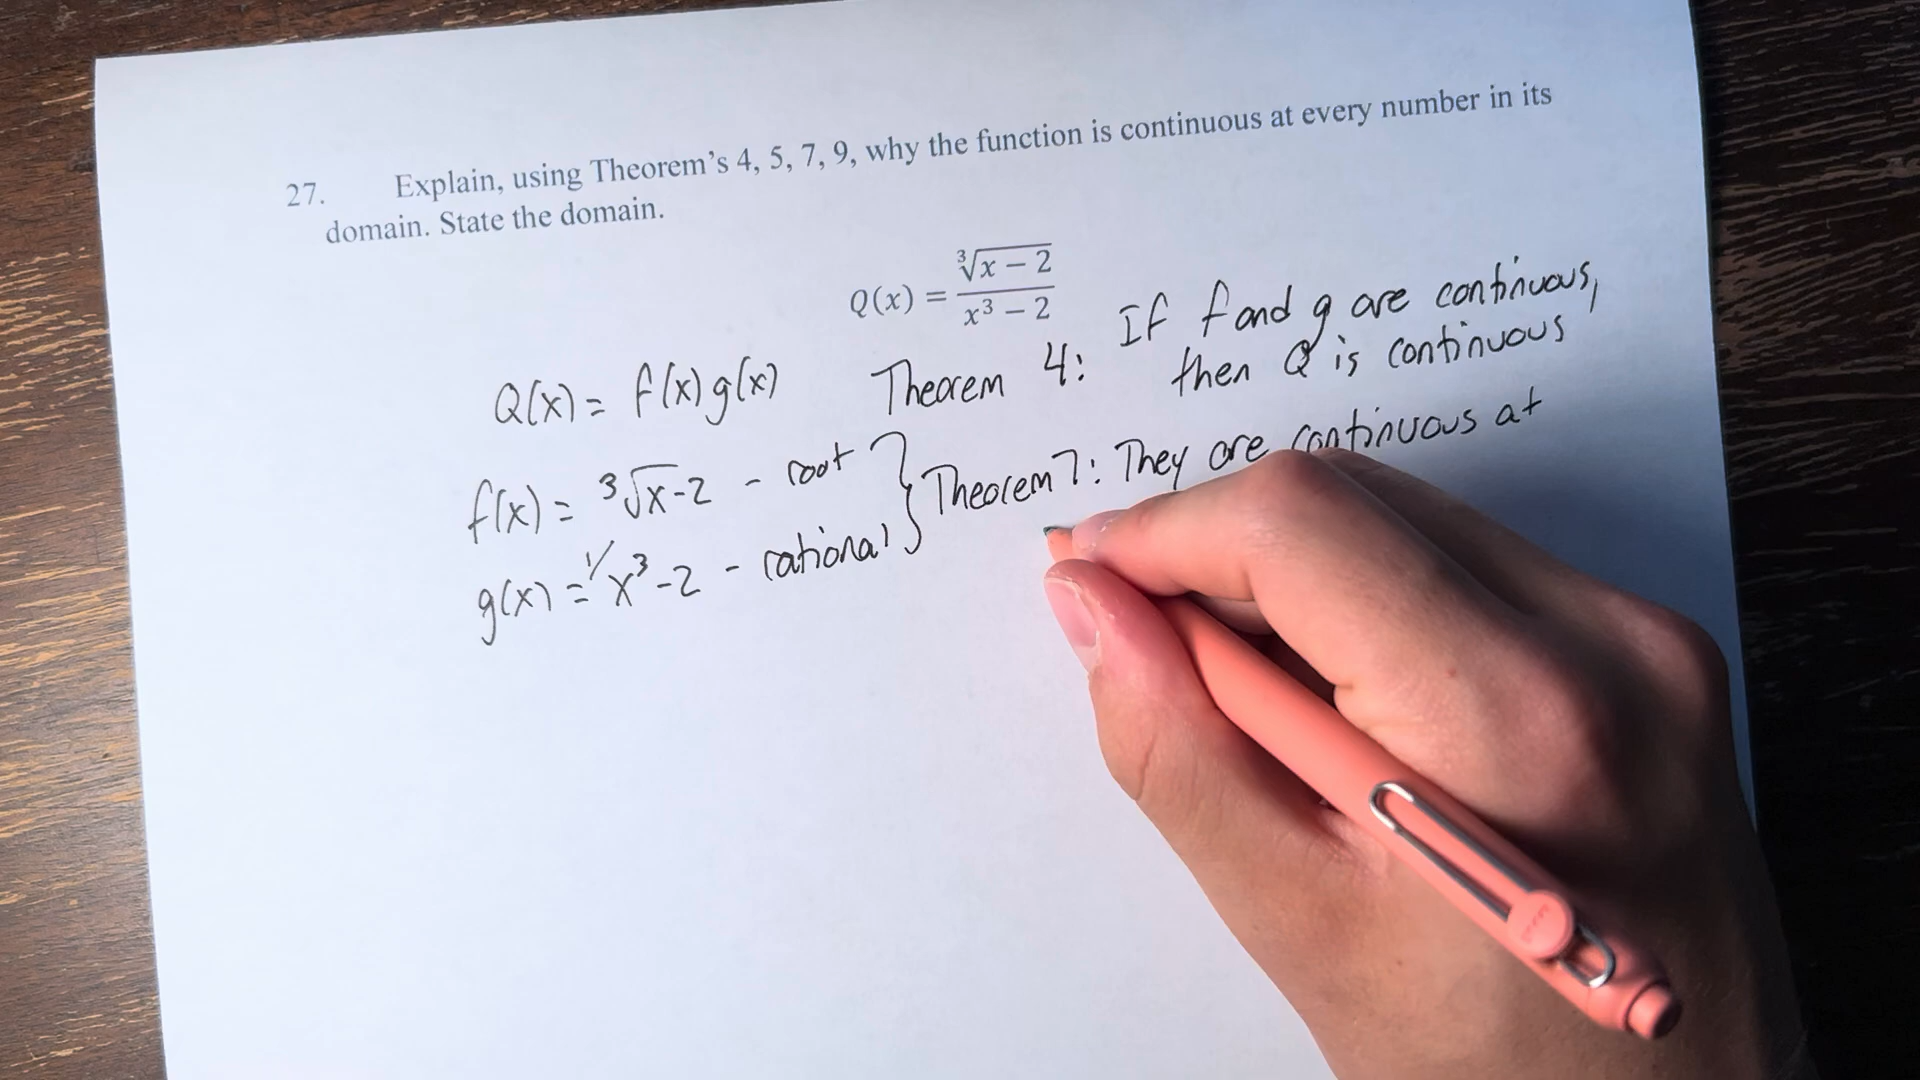 27. Explain, using Theorem's 4, 5, 7, 9, why the function is continuous at every number in its
domain. State the domain.
Q(x) = ∛(x − 2) / (x³ − 2)
Q(x) = f(x) g(x) Theorem 4: If f and g are continuous,
then Q is continuous
f(x) = ³√x-2 - root } Theorem 7: They are continuous at
g(x) = 1/x³-2 - rational